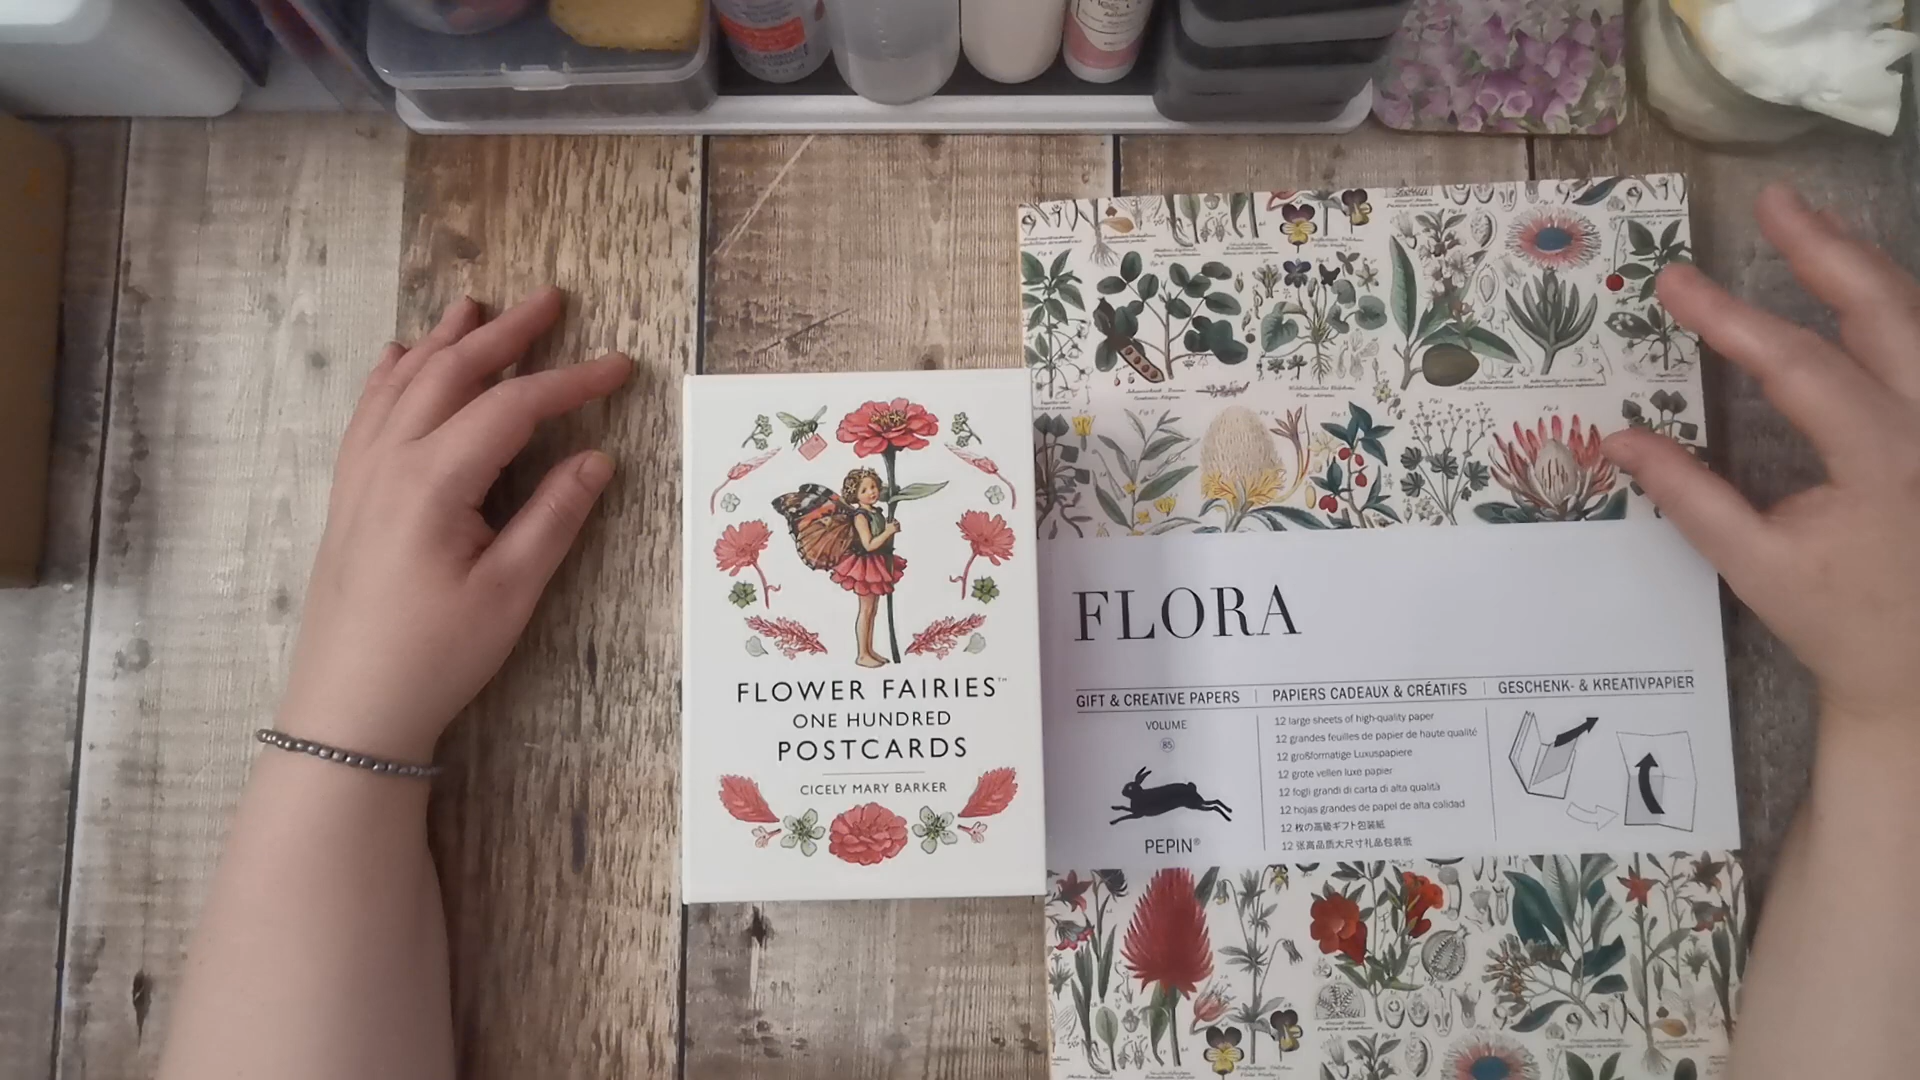 FLOWER FAIRIES™
ONE HUNDRED
POSTCARDS
CICELY MARY BARKER
FLORA
GIFT & CREATIVE PAPERS
PAPIERS CADEAUX & CRÉATIFS
GESCHENK- & KREATIVPAPIER
VOLUME
85
PEPIN®
12 large sheets of high-quality paper
12 grandes feuilles de papier de haute qualité
12 großformatige Luxuspapiere
12 grote vellen luxe papier
12 fogli grandi di carta di alta qualità
12 hojas grandes de papel de alta calidad
12 枚の高級ギフト包装紙
12 张高品质大尺寸礼品包装纸